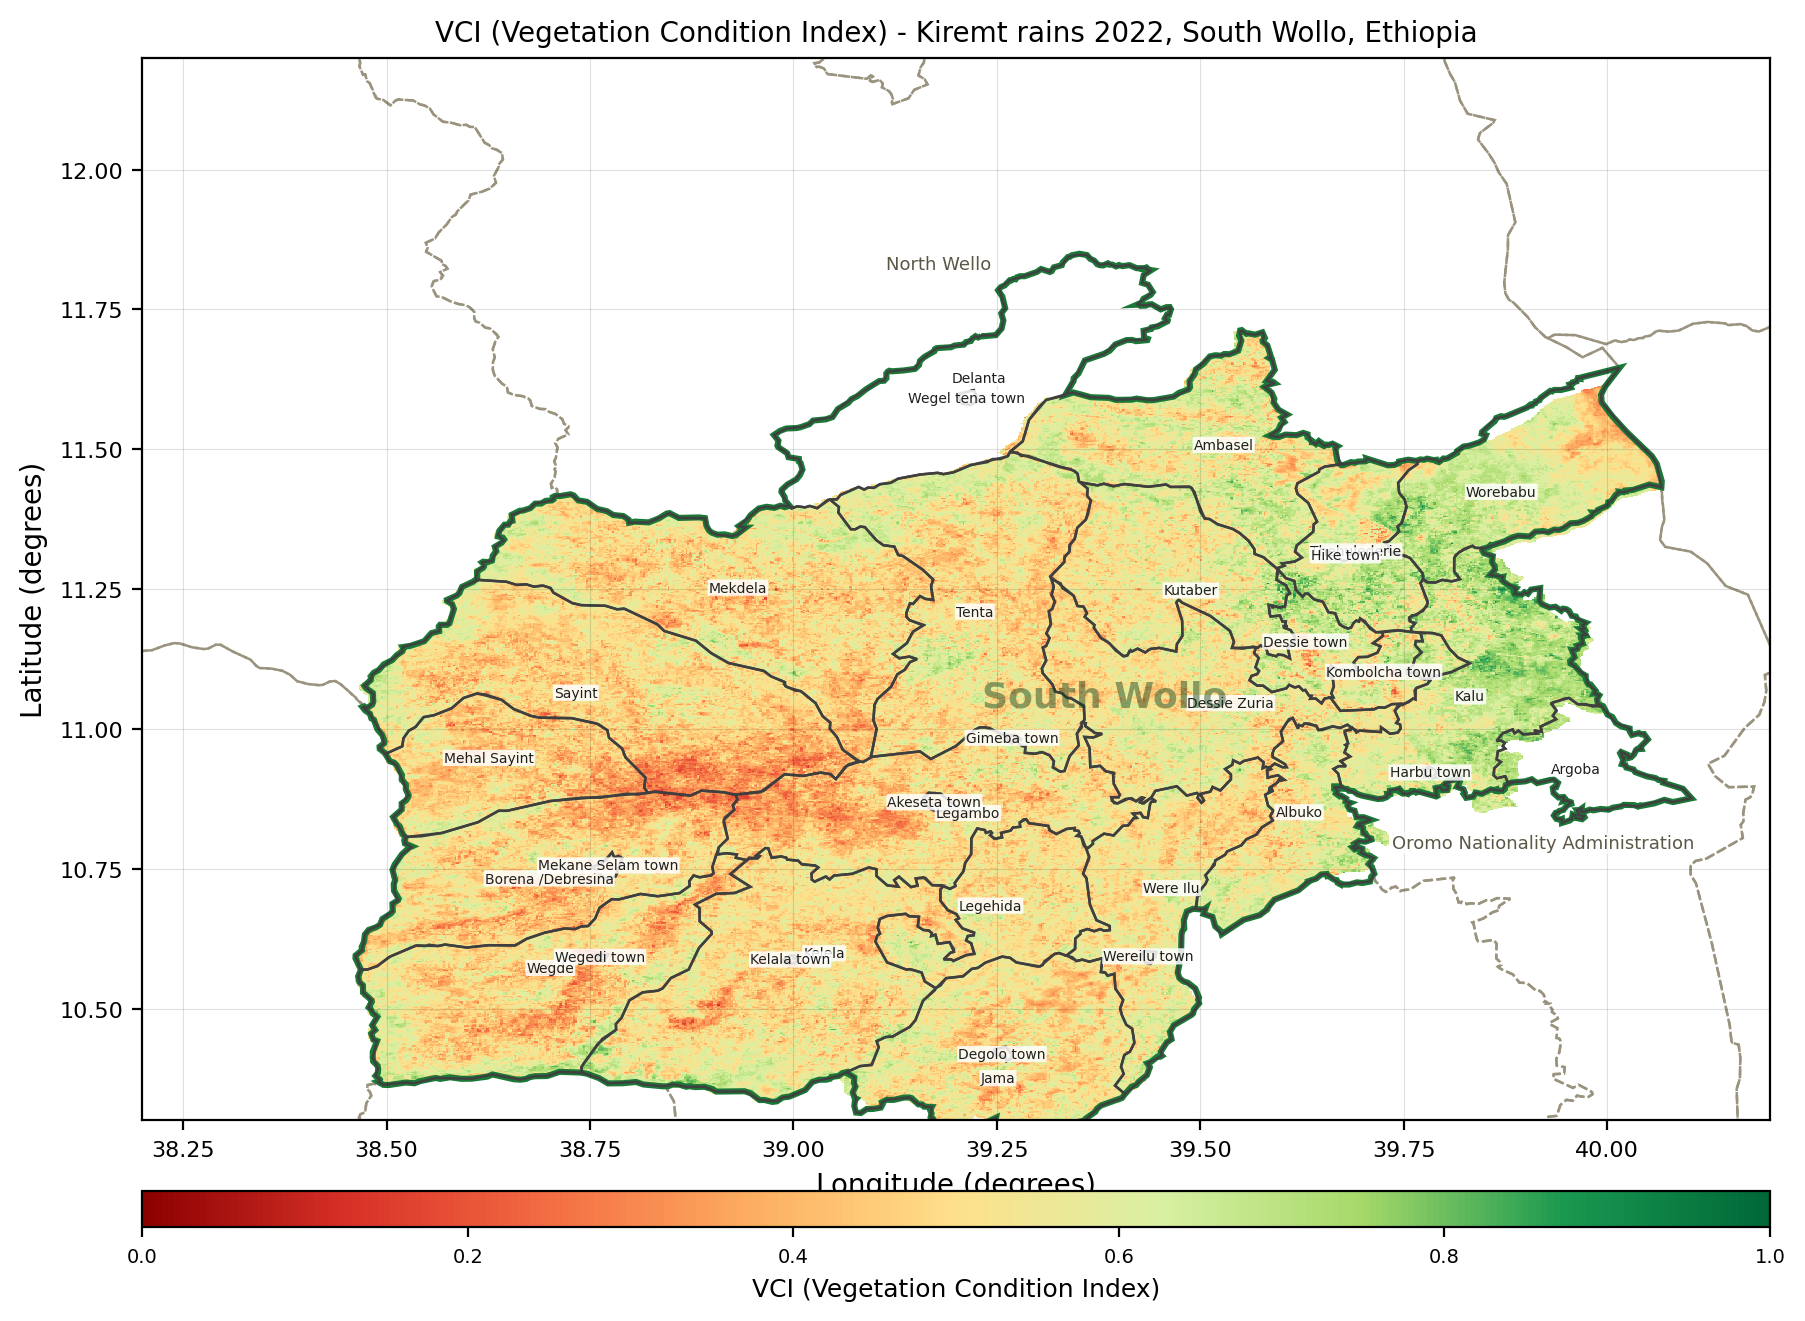 VCI (Vegetation Condition Index) - Kiremt rains 2022, South Wollo, Ethiopia
Latitude (degrees)
12.00
11.75
11.50
11.25
11.00
10.75
10.50
North Wello
Delanta
Wegel tena town
Ambasel
Worebabu
Hike town
Mekdela
Kutaber
Tenta
Dessie town
Kombolcha town
Sayint
South Wollo
Dessie Zuria
Kalu
Gimeba town
Mehal Sayint
Harbu town
Argoba
Akeseta town
Legambo
Albuko
Oromo Nationality Administration
Mekane Selam town
Borena /Debresina
Were Ilu
Legehida
Wegedi town
Wegde
Kelala town
Wereilu town
Degolo town
Jama
38.25
38.50
38.75
39.00
39.25
39.50
39.75
40.00
Longitude (degrees)
0.0
0.2
0.4
0.6
0.8
1.0
VCI (Vegetation Condition Index)